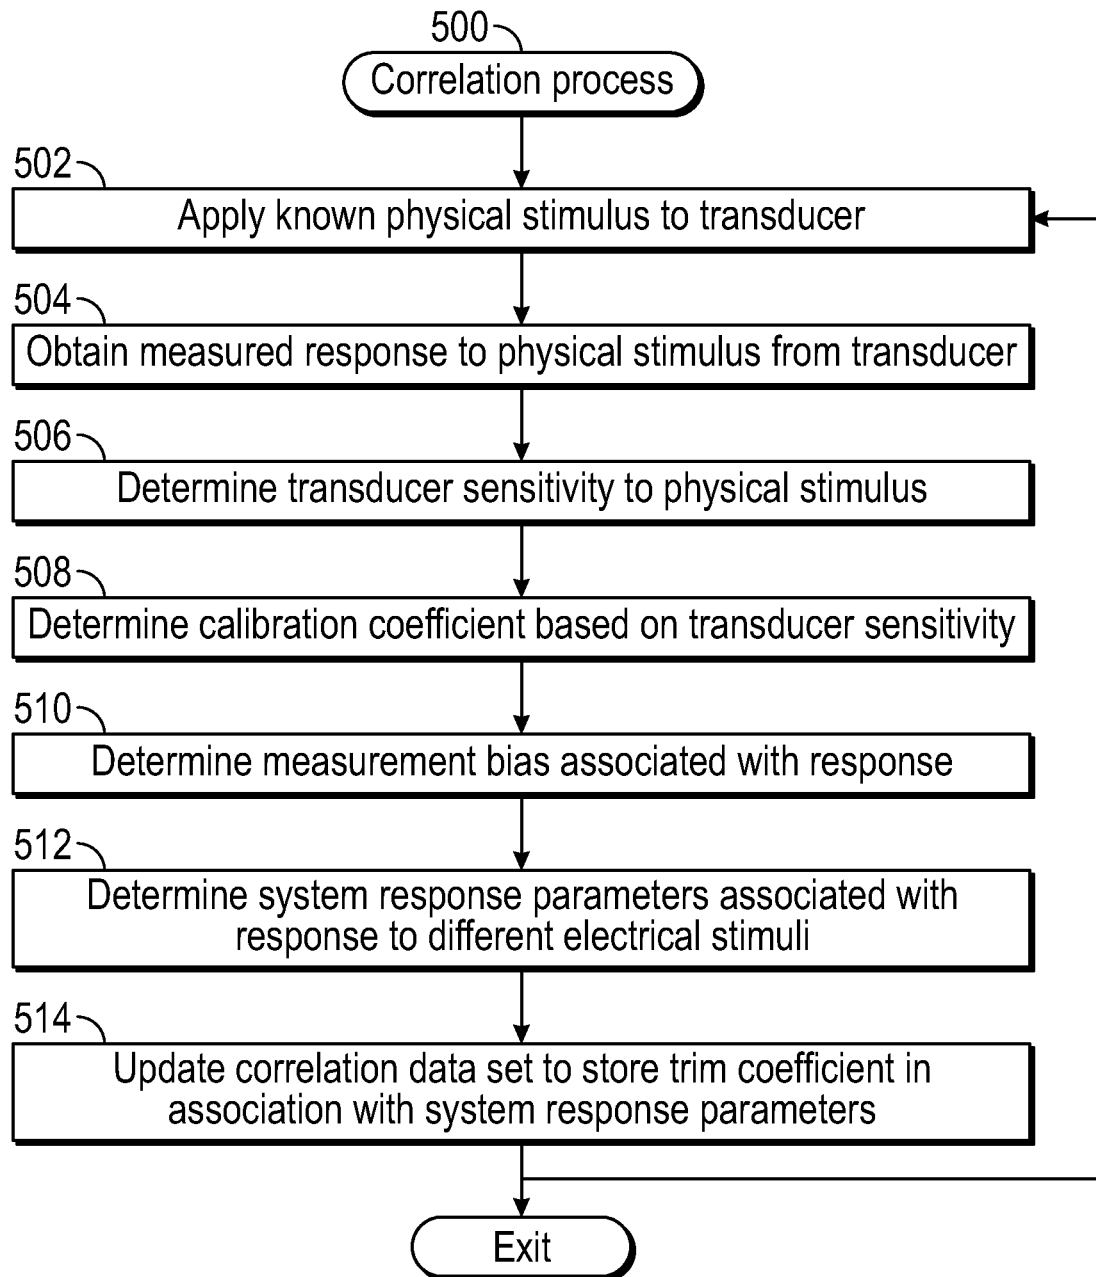 500
Correlation process
502
Apply known physical stimulus to transducer
504
Obtain measured response to physical stimulus from transducer
506
Determine transducer sensitivity to physical stimulus
508
Determine calibration coefficient based on transducer sensitivity
510
Determine measurement bias associated with response
512
Determine system response parameters associated with
response to different electrical stimuli
514
Update correlation data set to store trim coefficient in
association with system response parameters
Exit